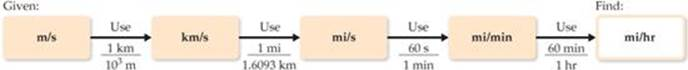 Given:
Find:
m/s
Use
1 km
10³ m
km/s
Use
1 mi
1.6093 km
mi/s
Use
60 s
1 min
mi/min
Use
60 min
1 hr
mi/hr